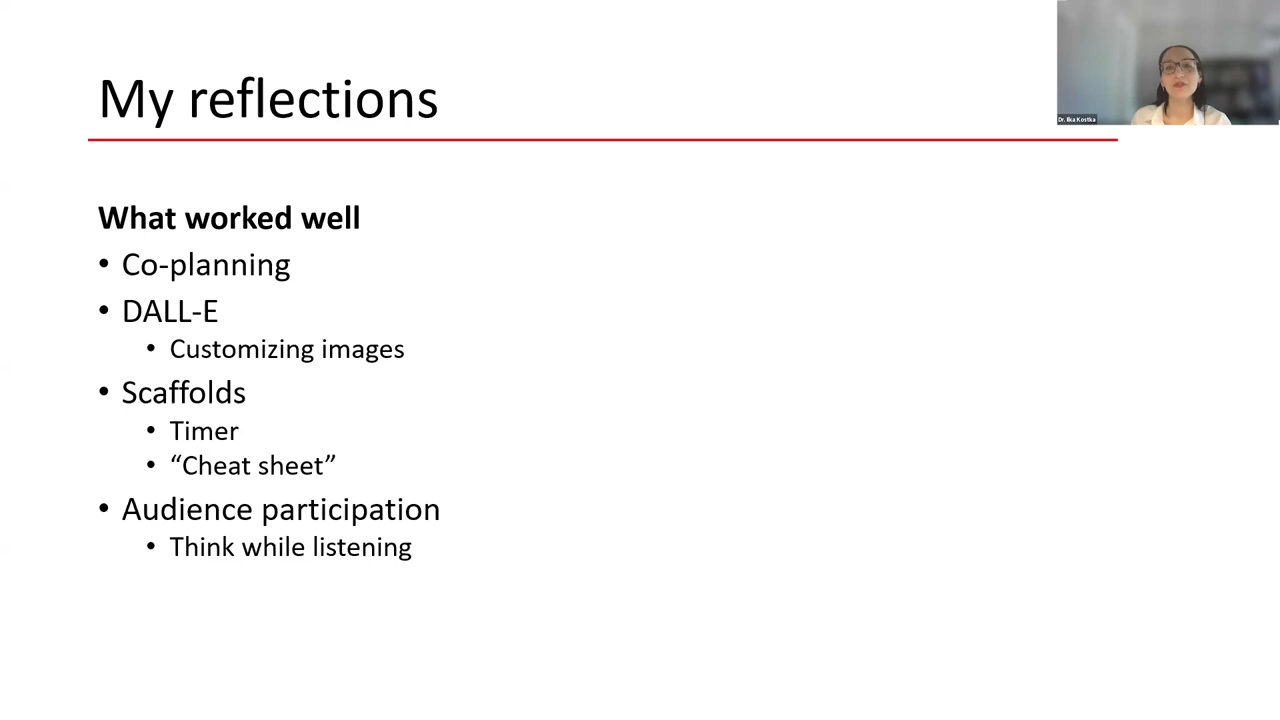 My reflections
Dr. Ilka Kostka
What worked well
• Co-planning
• DALL-E
• Customizing images
• Scaffolds
• Timer
• “Cheat sheet”
• Audience participation
• Think while listening